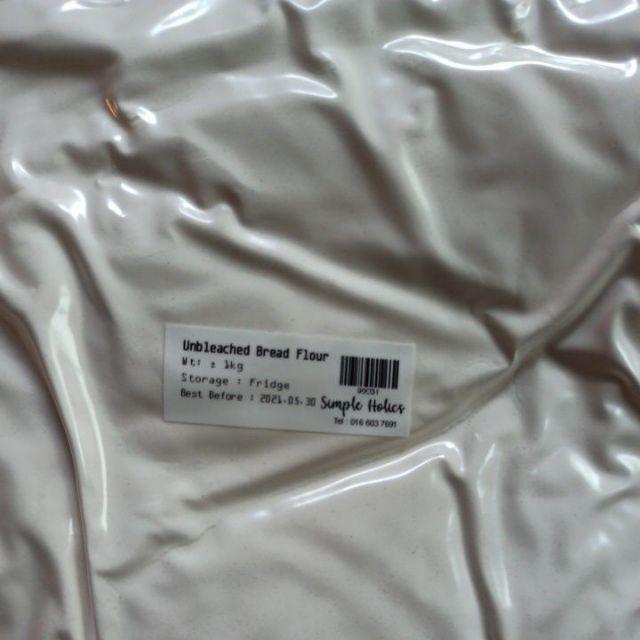 Unbleached Bread Flour
Wt: ± 1kg
Storage : Fridge
Best Before : 2021.05.30
Simple Holics
Tel : 016 603 7691